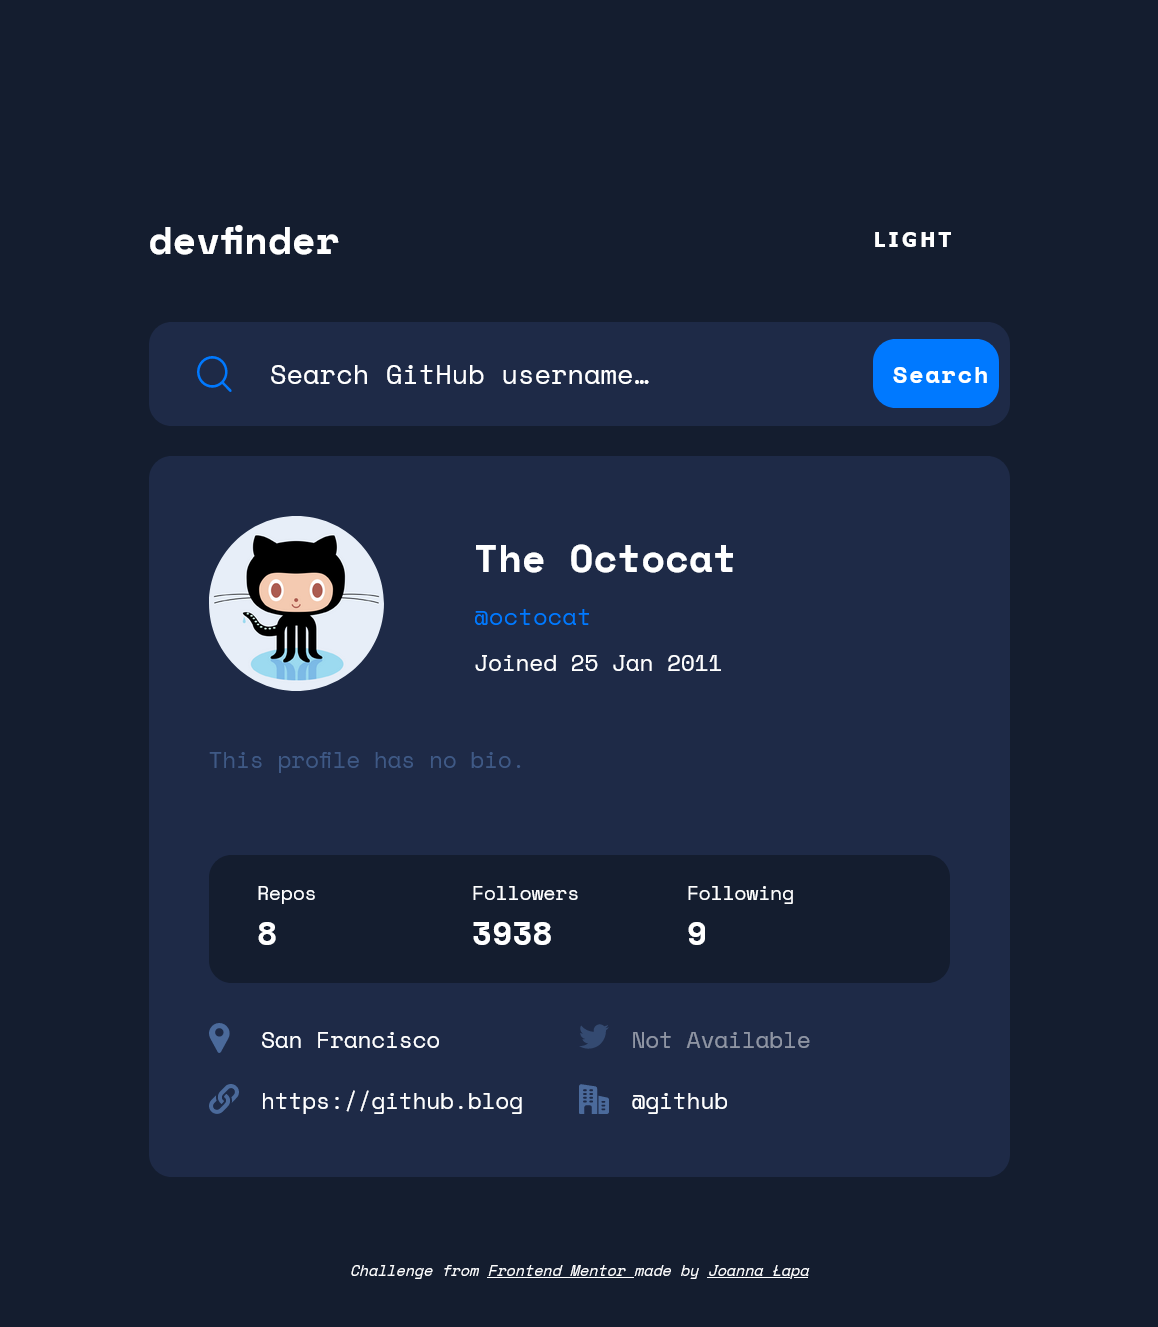 devfinder
LIGHT
Search GitHub username…
Search
The Octocat
@octocat
Joined 25 Jan 2011
This profile has no bio.
Repos
Followers
Following
8
3938
9
San Francisco
Not Available
https://github.blog
@github
Challenge from Frontend Mentor made by Joanna Łapa